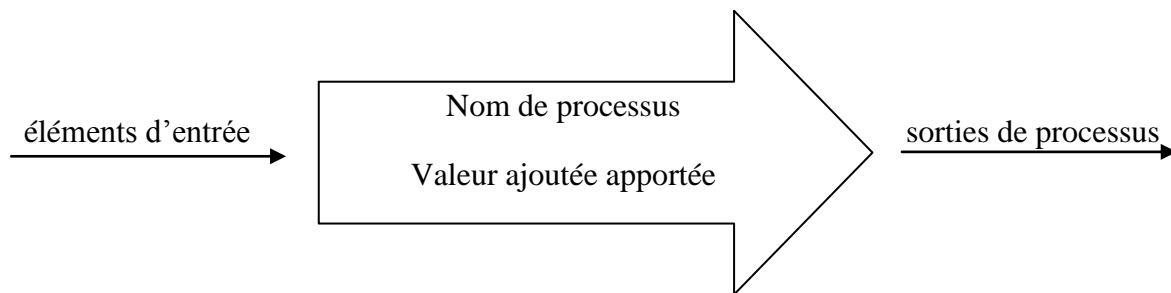 éléments d’entrée
Nom de processus
Valeur ajoutée apportée
sorties de processus